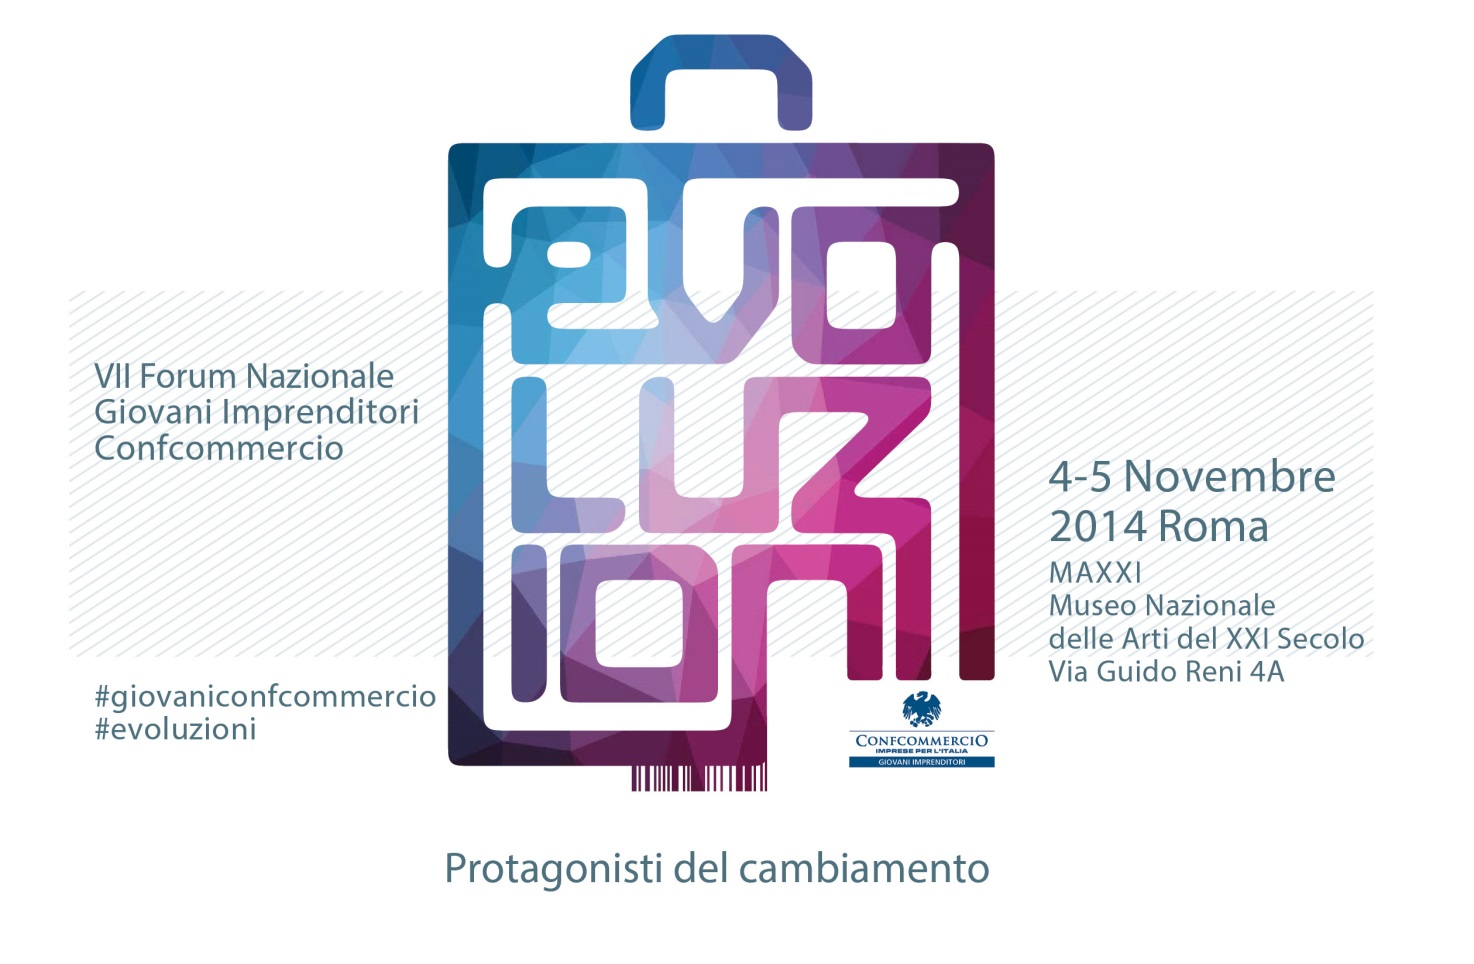 evo
luz
ioni
VII Forum Nazionale
Giovani Imprenditori
Confcommercio
#giovaniconfcommercio
#evoluzioni
4-5 Novembre
2014 Roma
MAXXI
Museo Nazionale
delle Arti del XXI Secolo
Via Guido Reni 4A
CONFCOMMERCIO
IMPRESE PER L'ITALIA
GIOVANI IMPRENDITORI
Protagonisti del cambiamento